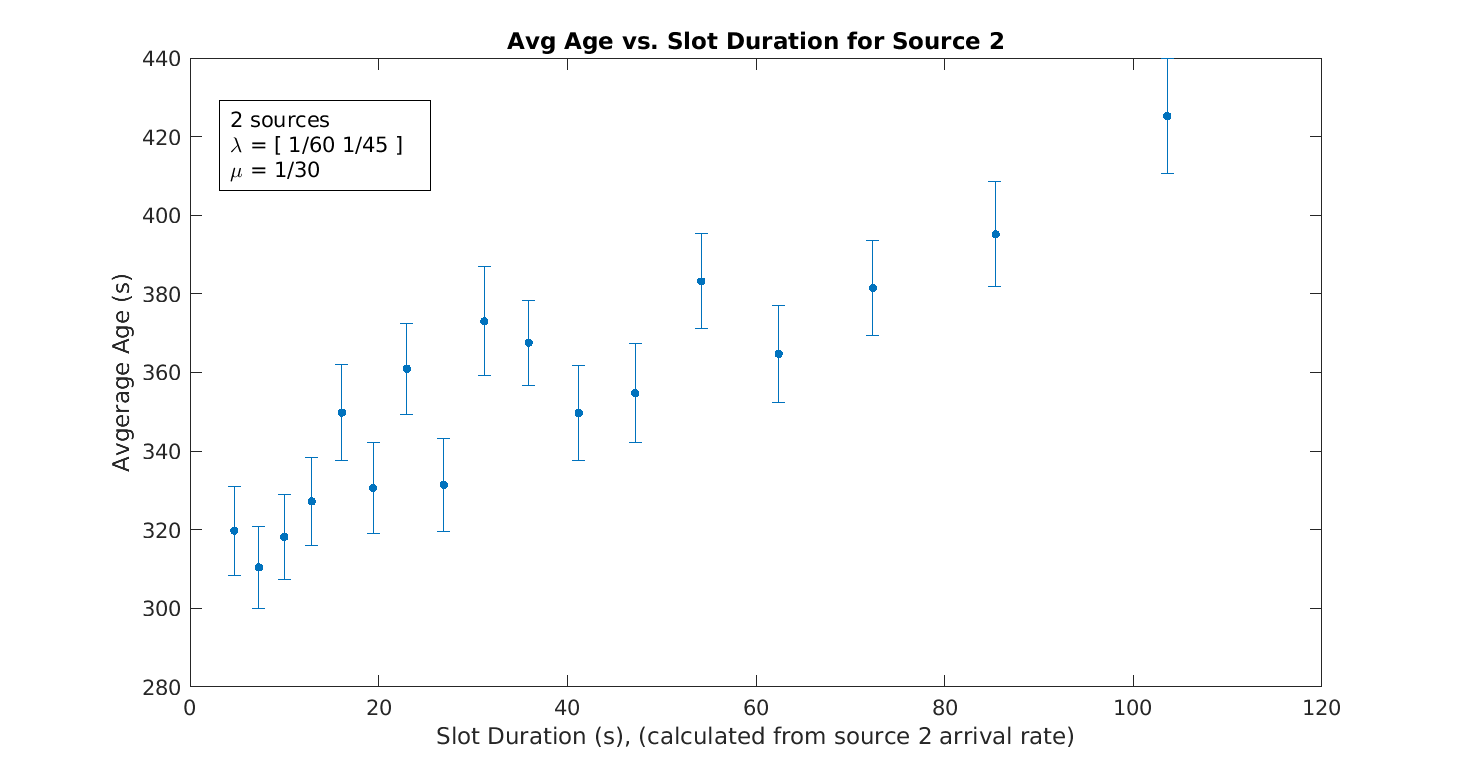 Avg Age vs. Slot Duration for Source 2
440
420
400
380
360
340
320
300
280
2 sources
λ = [ 1/60 1/45 ]
μ = 1/30
Avgerage Age (s)
0 20 40 60 80 100 120
Slot Duration (s), (calculated from source 2 arrival rate)